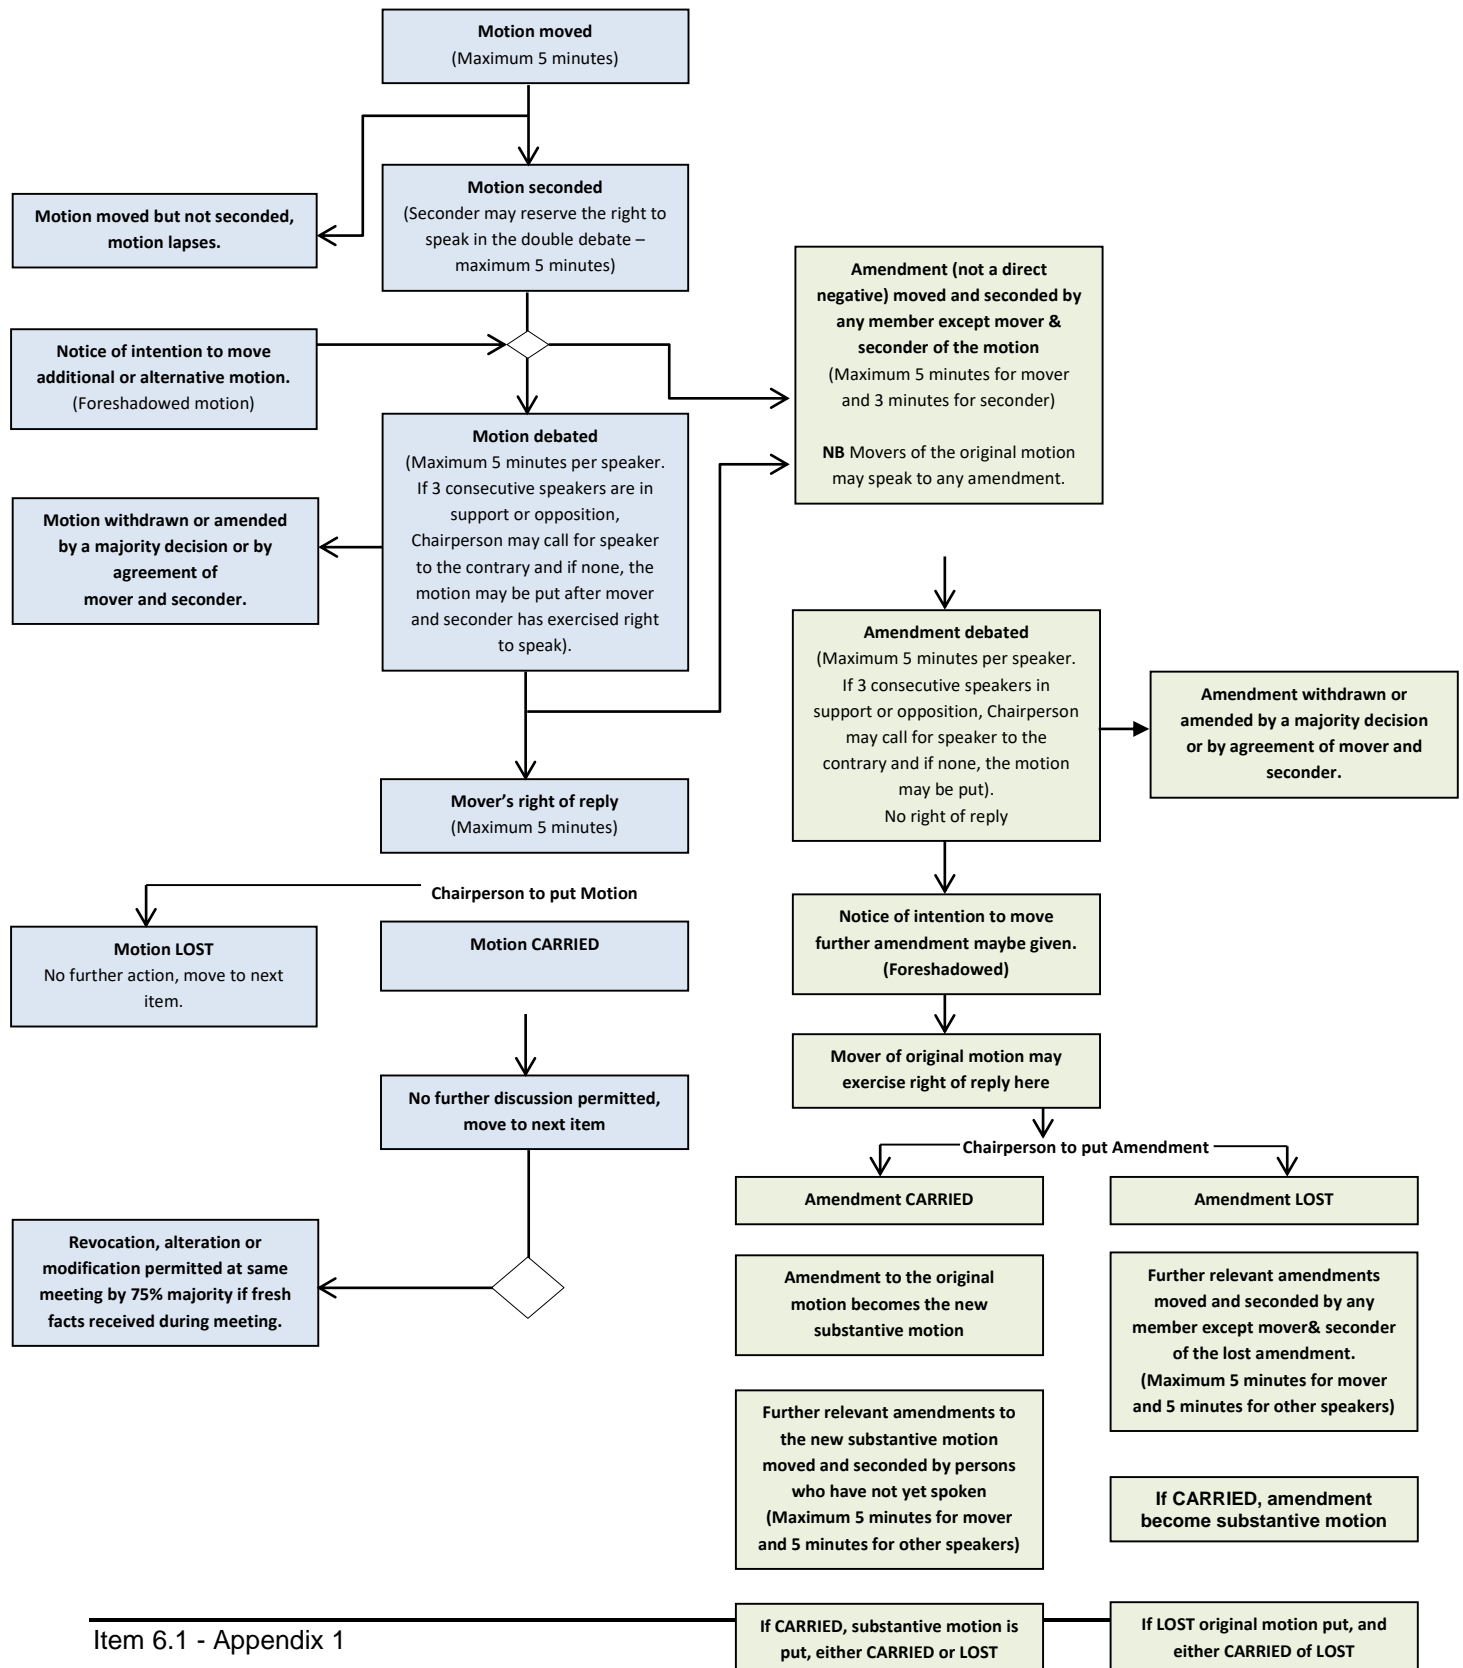 Motion moved
(Maximum 5 minutes)
Motion seconded
(Seconder may reserve the right to
speak in the double debate –
maximum 5 minutes)
Motion moved but not seconded,
motion lapses.
Notice of intention to move
additional or alternative motion.
(Foreshadowed motion)
Motion debated
(Maximum 5 minutes per speaker.
If 3 consecutive speakers are in
support or opposition,
Chairperson may call for speaker
to the contrary and if none, the
motion may be put after mover
and seconder has exercised right
to speak).
Motion withdrawn or amended
by a majority decision or by
agreement of
mover and seconder.
Mover’s right of reply
(Maximum 5 minutes)
Chairperson to put Motion
Motion LOST
No further action, move to next
item.
Motion CARRIED
No further discussion permitted,
move to next item
Revocation, alteration or
modification permitted at same
meeting by 75% majority if fresh
facts received during meeting.
Amendment (not a direct
negative) moved and seconded by
any member except mover &
seconder of the motion
(Maximum 5 minutes for mover
and 3 minutes for seconder)
NB Movers of the original motion
may speak to any amendment.
Amendment debated
(Maximum 5 minutes per speaker.
If 3 consecutive speakers in
support or opposition, Chairperson
may call for speaker to the
contrary and if none, the motion
may be put).
No right of reply
Amendment withdrawn or
amended by a majority decision
or by agreement of mover and
seconder.
Notice of intention to move
further amendment maybe given.
(Foreshadowed)
Mover of original motion may
exercise right of reply here
Chairperson to put Amendment
Amendment CARRIED
Amendment to the original
motion becomes the new
substantive motion
Further relevant amendments to
the new substantive motion
moved and seconded by persons
who have not yet spoken
(Maximum 5 minutes for mover
and 5 minutes for other speakers)
If CARRIED, substantive motion is
put, either CARRIED or LOST
Amendment LOST
Further relevant amendments
moved and seconded by any
member except mover& seconder
of the lost amendment.
(Maximum 5 minutes for mover
and 5 minutes for other speakers)
If CARRIED, amendment
become substantive motion
If LOST original motion put, and
either CARRIED of LOST
Item 6.1 - Appendix 1